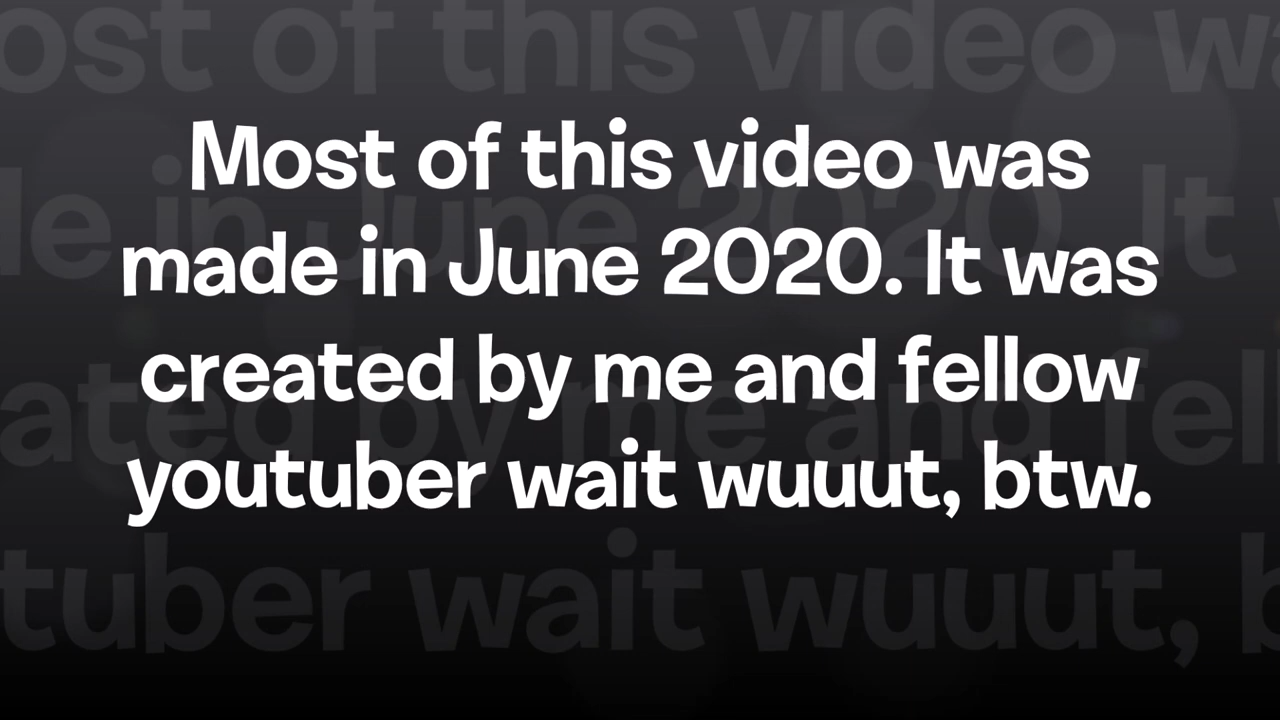 Most of this video was
made in June 2020. It was
created by me and fellow
youtuber wait wuuut, btw.